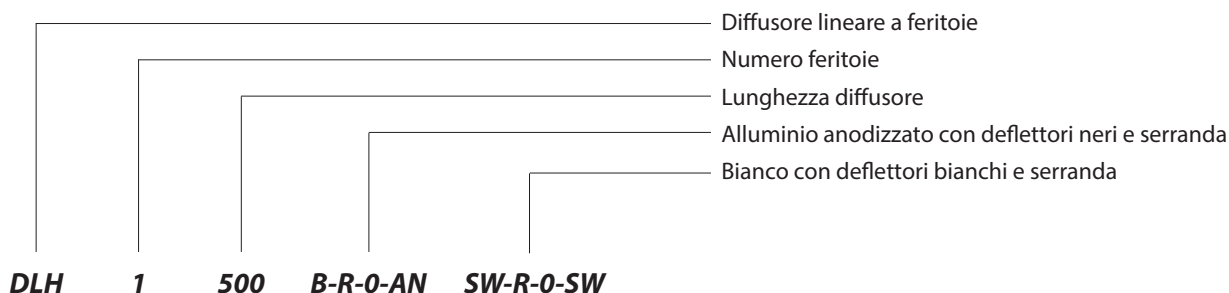 Diffusore lineare a feritoie
Numero feritoie
Lunghezza diffusore
Alluminio anodizzato con deflettori neri e serranda
Bianco con deflettori bianchi e serranda
DLH 1 500 B-R-0-AN SW-R-0-SW